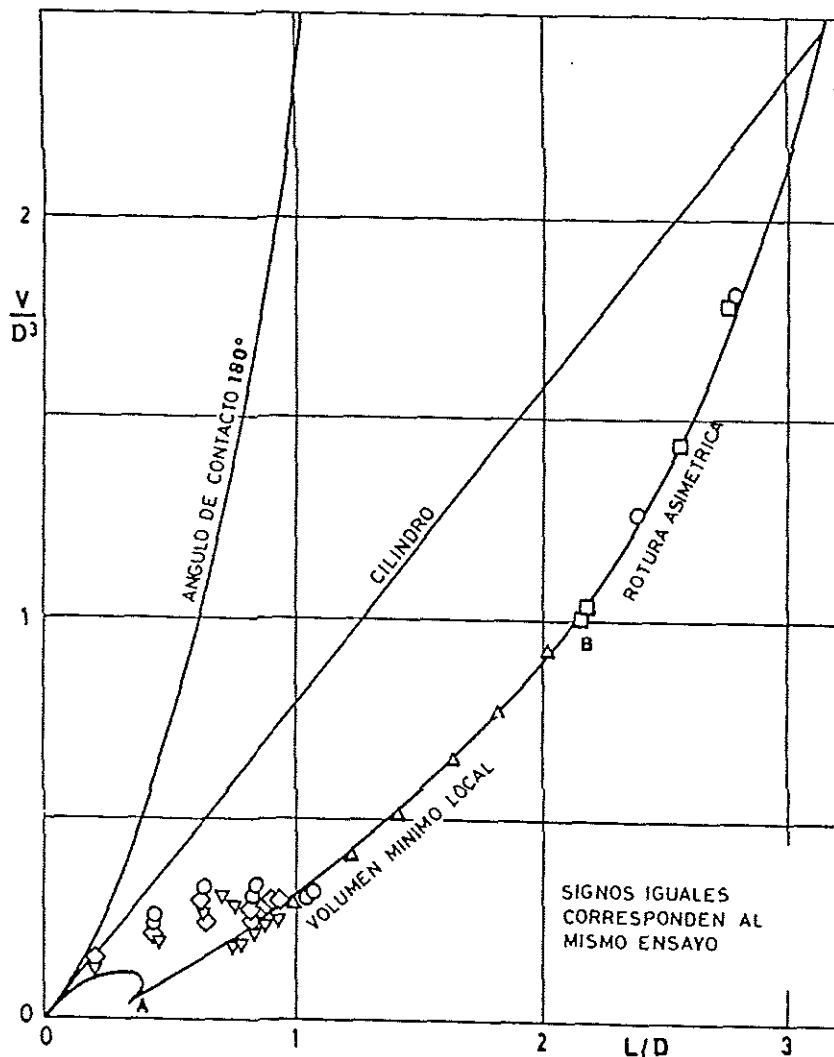 2
V
D3
ANGULO DE CONTACTO 180°
CILINDRO
ROTURA ASIMETRICA
1
B
VOLUMEN MINIMO LOCAL
SIGNOS IGUALES
CORRESPONDEN AL
MISMO ENSAYO
A
0
0
1
2
L/D
3